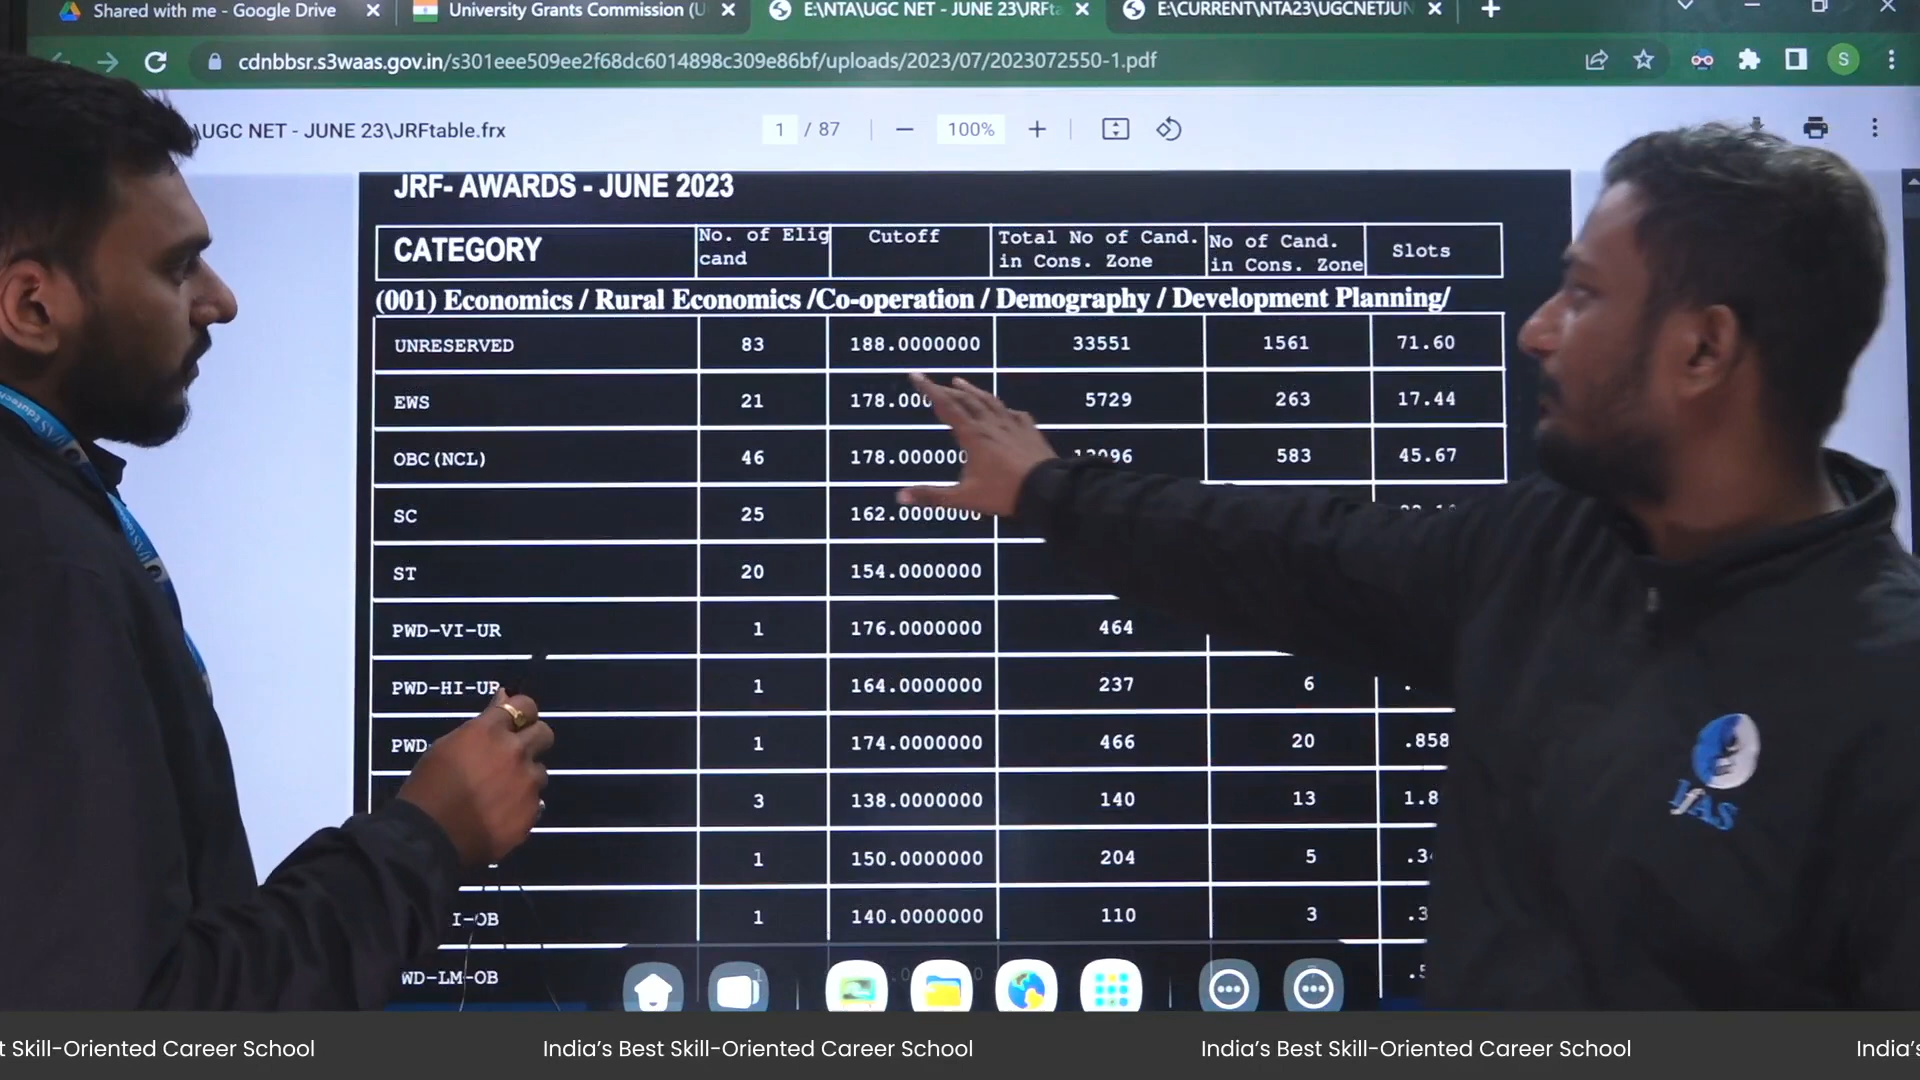 Shared with me - Google Drive
University Grants Commission (U
E:\NTA\UGC NET - JUNE 23\JRFta
E:\CURRENT\NTA23\UGCNETJUN
cdnbbsr.s3waas.gov.in/s301eee509ee2f68dc6014898c309e86bf/uploads/2023/07/2023072550-1.pdf
S
\UGC NET - JUNE 23\JRFtable.frx
1 / 87
100%
JRF- AWARDS - JUNE 2023
CATEGORY No. of Elig cand Cutoff Total No of Cand. in Cons. Zone No of Cand. in Cons. Zone Slots
(001) Economics / Rural Economics /Co-operation / Demography / Development Planning/
UNRESERVED 83 188.0000000 33551 1561 71.60
EWS 21 178.000 5729 263 17.44
OBC(NCL) 46 178.000000 583 45.67
SC 25 162.0000000
ST 20 154.0000000
PWD-VI-UR 1 176.0000000 464
PWD-HI-UR 1 164.0000000 237 6 .
PWD- 1 174.0000000 466 20 .858
3 138.0000000 140 13 1.8
1 150.0000000 204 5 .3
I-OB 1 140.0000000 110 3 .3
WD-LM-OB
IFAS
t Skill-Oriented Career School
India's Best Skill-Oriented Career School
India's Best Skill-Oriented Career School
India's